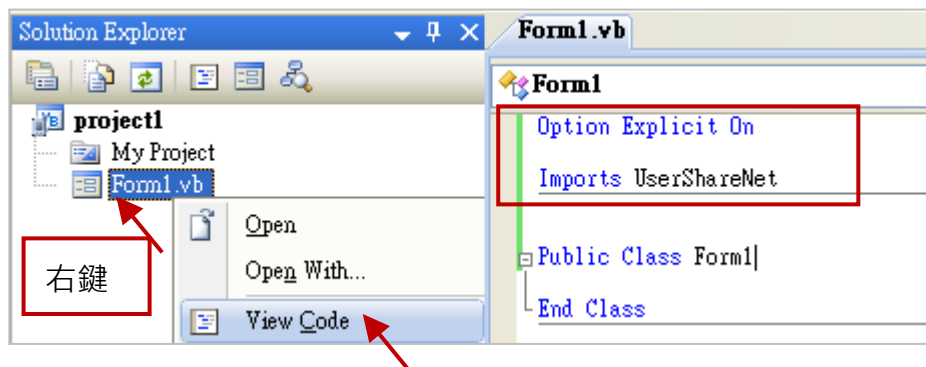 Solution Explorer
project1
My Project
Form1.vb
右鍵
Open
Open With...
View Code
Form1.vb
Form1
Option Explicit On
Imports UserShareNet
Public Class Form1
End Class